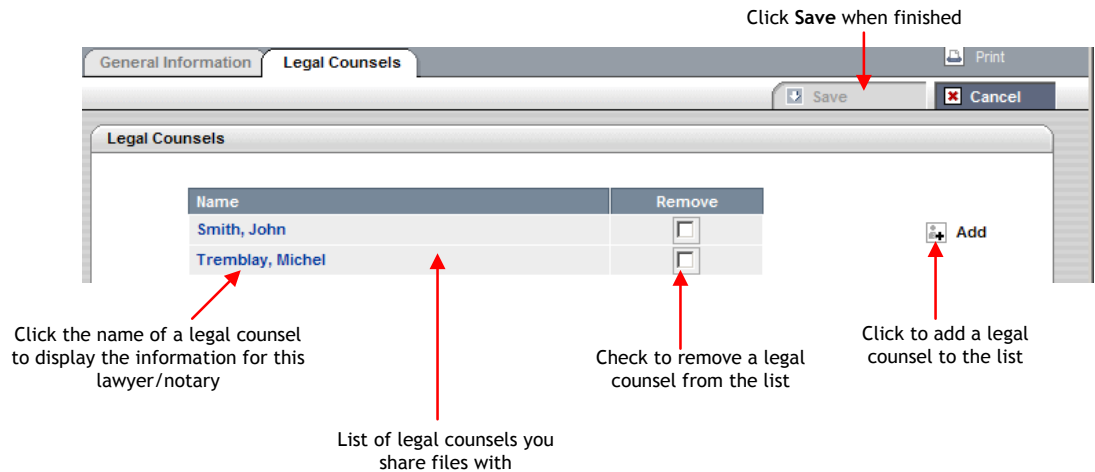 Click Save when finished
General Information
Legal Counsels
Print
Save
Cancel
Legal Counsels
Name
Remove
Smith, John
Tremblay, Michel
Add
Click the name of a legal counsel
to display the information for this
lawyer/notary
Check to remove a legal
counsel from the list
Click to add a legal
counsel to the list
List of legal counsels you
share files with